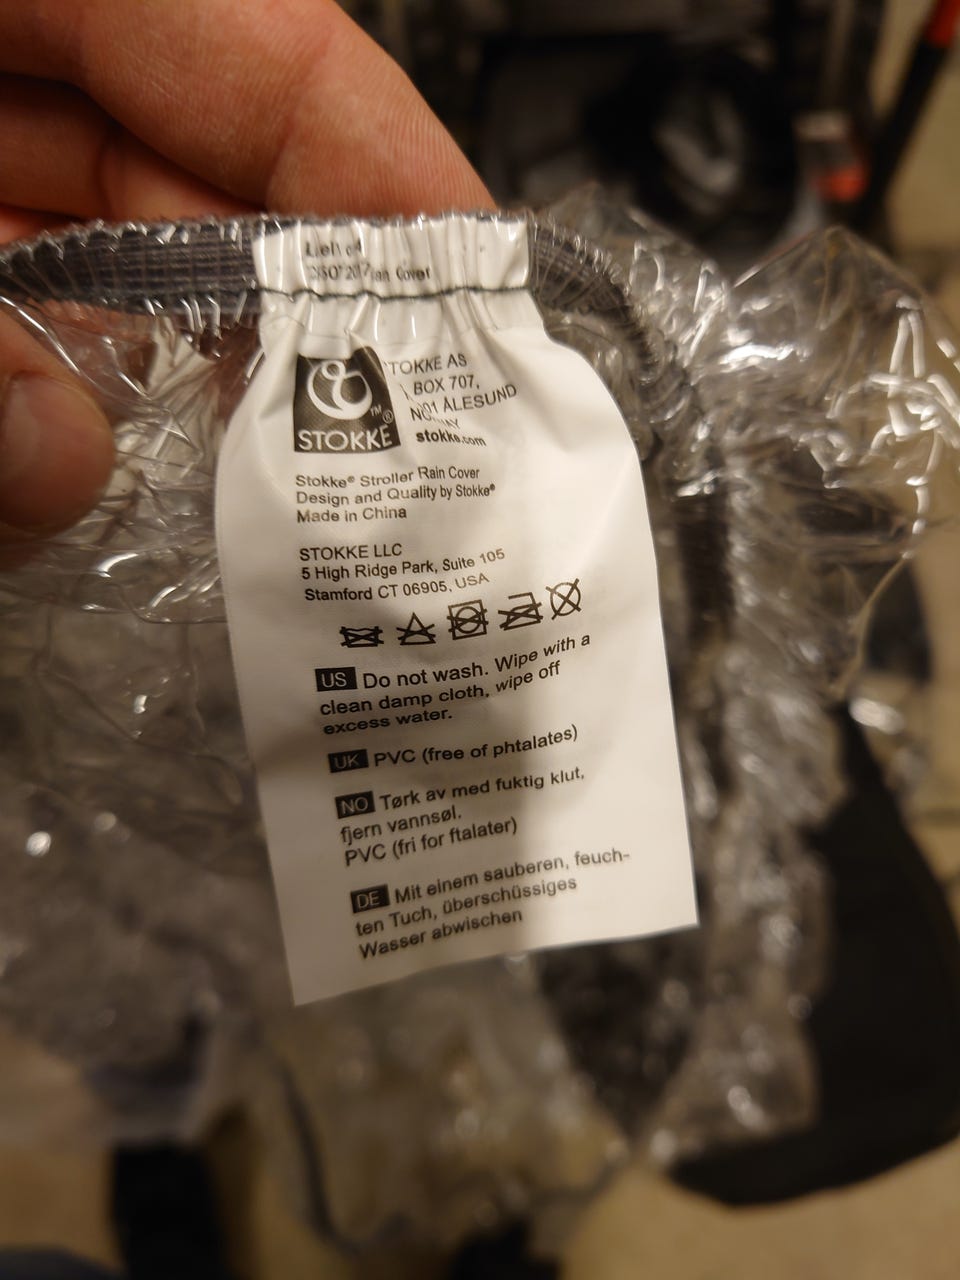 Cover
STOKKE™®
STOKKE AS
BOX 707,
ÅLESUND
stokke.com
Stokke® Stroller Rain Cover
Design and Quality by Stokke®
Made in China
STOKKE LLC
5 High Ridge Park, Suite 105
Stamford CT 06905, USA
US Do not wash. Wipe with a
clean damp cloth, wipe off
excess water.
UK PVC (free of phtalates)
NO Tørk av med fuktig klut,
fjern vannsøl.
PVC (fri for ftalater)
DE Mit einem sauberen, feuch-
ten Tuch, überschüssiges
Wasser abwischen